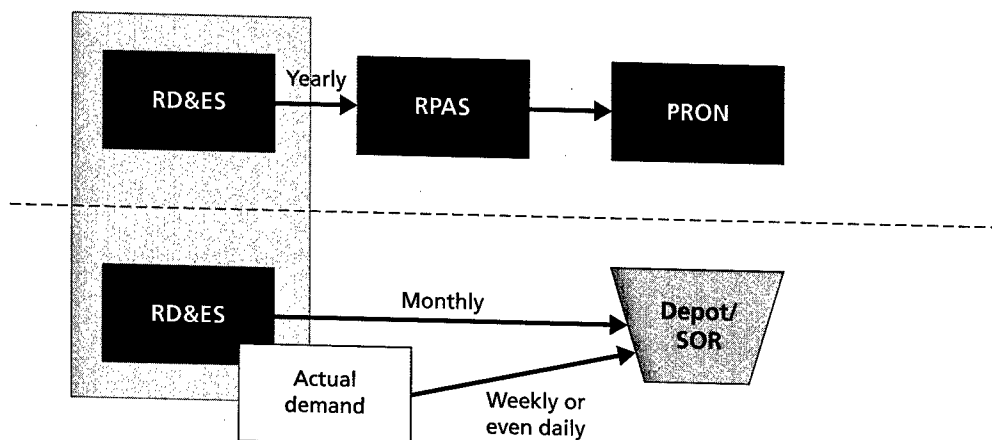 RD&ES
Yearly
RPAS
PRON
RD&ES
Monthly
Depot/
SOR
Actual
demand
Weekly or
even daily